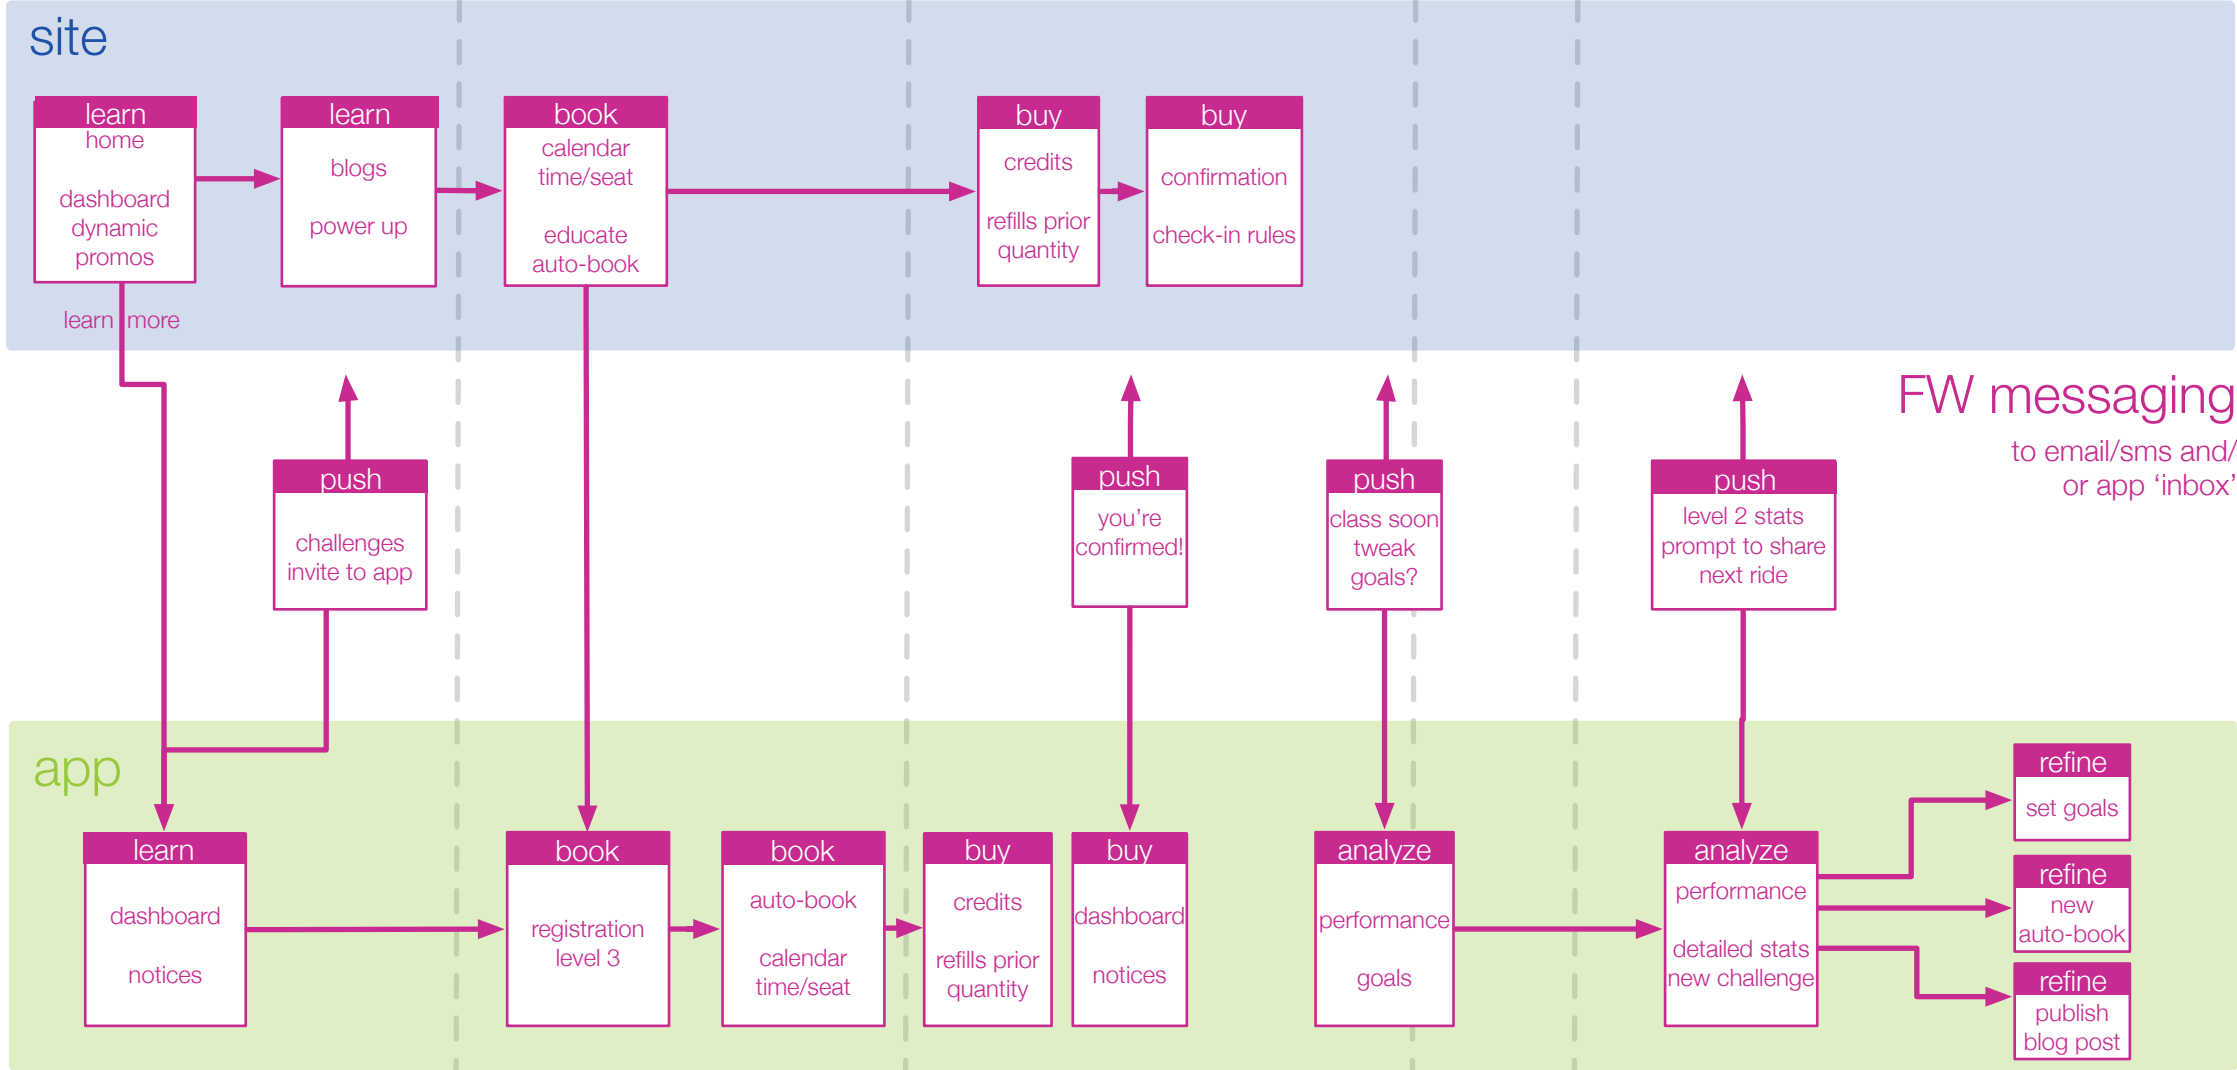 site
learn
home
dashboard
dynamic
promos
learn more
learn
blogs
power up
book
calendar
time/seat
educate
auto-book
buy
credits
refills prior
quantity
buy
confirmation
check-in rules
FW messaging
to email/sms and/
or app ‘inbox’
push
challenges
invite to app
push
you’re
confirmed!
push
class soon
tweak
goals?
push
level 2 stats
prompt to share
next ride
app
learn
dashboard
notices
book
registration
level 3
book
auto-book
calendar
time/seat
buy
credits
refills prior
quantity
buy
dashboard
notices
analyze
performance
goals
analyze
performance
detailed stats
new challenge
refine
set goals
refine
new
auto-book
refine
publish
blog post